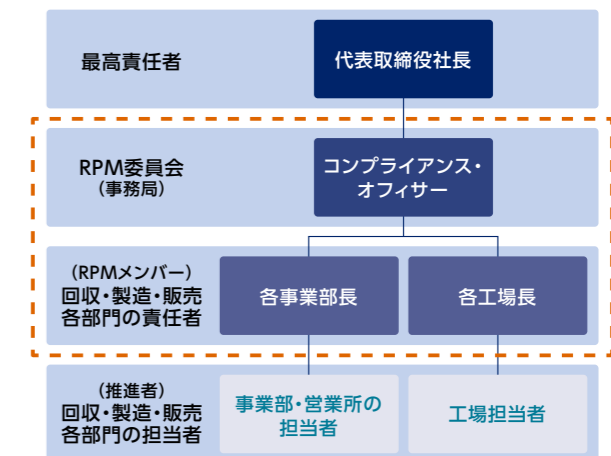 最高責任者
代表取締役社長
RPM委員会
(事務局)
コンプライアンス・
オフィサー
(RPMメンバー)
回収・製造・販売
各部門の責任者
各事業部長
各工場長
(推進者)
回収・製造・販売
各部門の担当者
事業部・営業所の
担当者
工場担当者